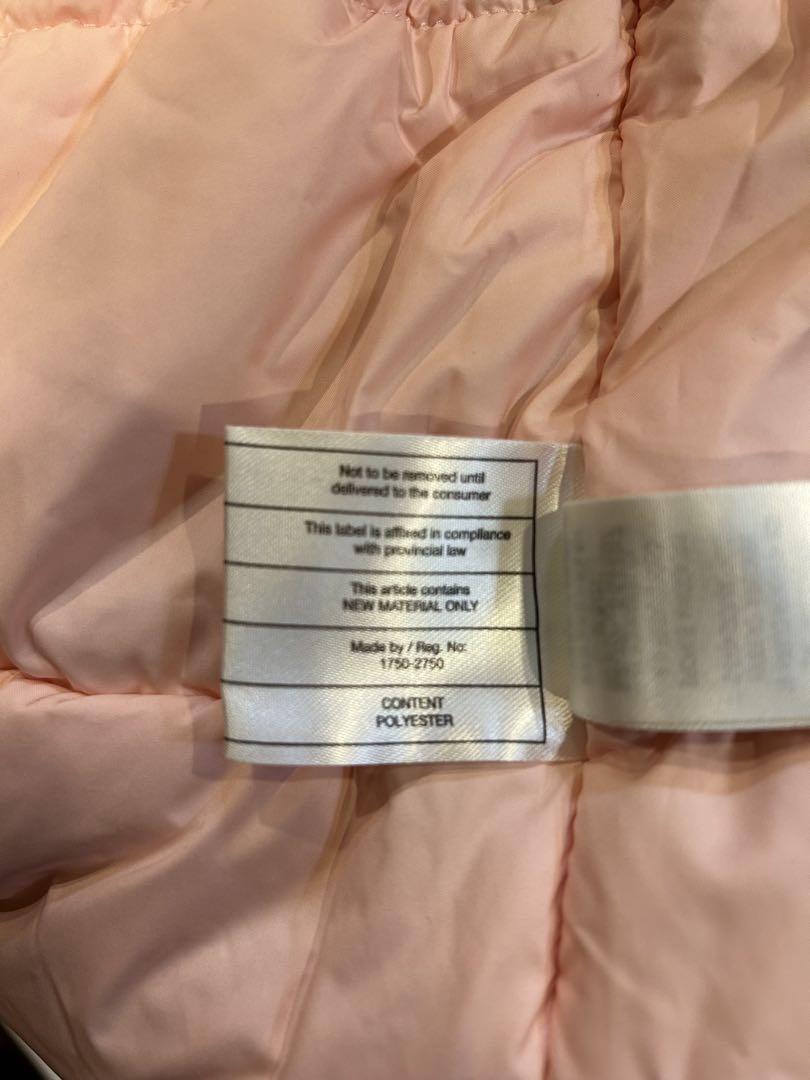 Not to be removed until
delivered to the consumer
This label is affixed in compliance
with provincial law
This article contains
NEW MATERIAL ONLY
Made by / Reg. No:
1750-2750
CONTENT
POLYESTER